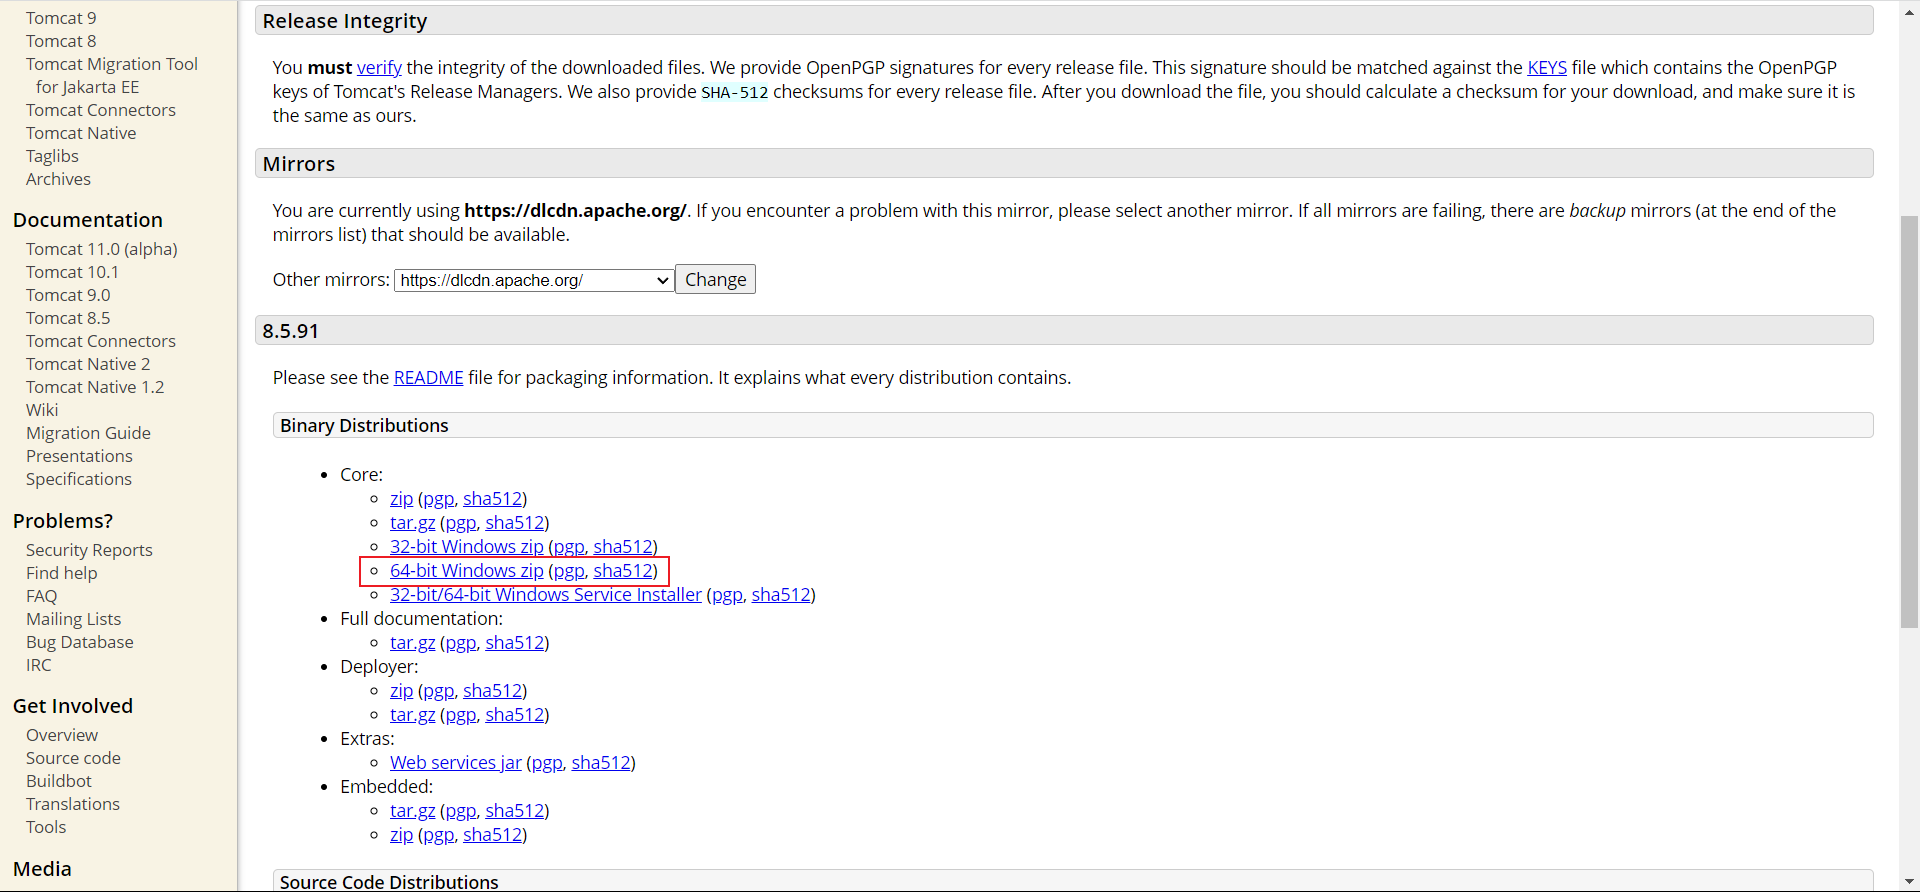 Tomcat 9
Tomcat 8
Tomcat Migration Tool
for Jakarta EE
Tomcat Connectors
Tomcat Native
Taglibs
Archives
Documentation
Tomcat 11.0 (alpha)
Tomcat 10.1
Tomcat 9.0
Tomcat 8.5
Tomcat Connectors
Tomcat Native 2
Tomcat Native 1.2
Wiki
Migration Guide
Presentations
Specifications
Problems?
Security Reports
Find help
FAQ
Mailing Lists
Bug Database
IRC
Get Involved
Overview
Source code
Buildbot
Translations
Tools
Media
Release Integrity
You must verify the integrity of the downloaded files. We provide OpenPGP signatures for every release file. This signature should be matched against the KEYS file which contains the OpenPGP
keys of Tomcat's Release Managers. We also provide SHA-512 checksums for every release file. After you download the file, you should calculate a checksum for your download, and make sure it is
the same as ours.
Mirrors
You are currently using https://dlcdn.apache.org/. If you encounter a problem with this mirror, please select another mirror. If all mirrors are failing, there are backup mirrors (at the end of the
mirrors list) that should be available.
Other mirrors: https://dlcdn.apache.org/ Change
8.5.91
Please see the README file for packaging information. It explains what every distribution contains.
Binary Distributions
• Core:
◦ zip (pgp, sha512)
◦ tar.gz (pgp, sha512)
◦ 32-bit Windows zip (pgp, sha512)
◦ 64-bit Windows zip (pgp, sha512)
◦ 32-bit/64-bit Windows Service Installer (pgp, sha512)
• Full documentation:
◦ tar.gz (pgp, sha512)
• Deployer:
◦ zip (pgp, sha512)
◦ tar.gz (pgp, sha512)
• Extras:
◦ Web services jar (pgp, sha512)
• Embedded:
◦ tar.gz (pgp, sha512)
◦ zip (pgp, sha512)
Source Code Distributions